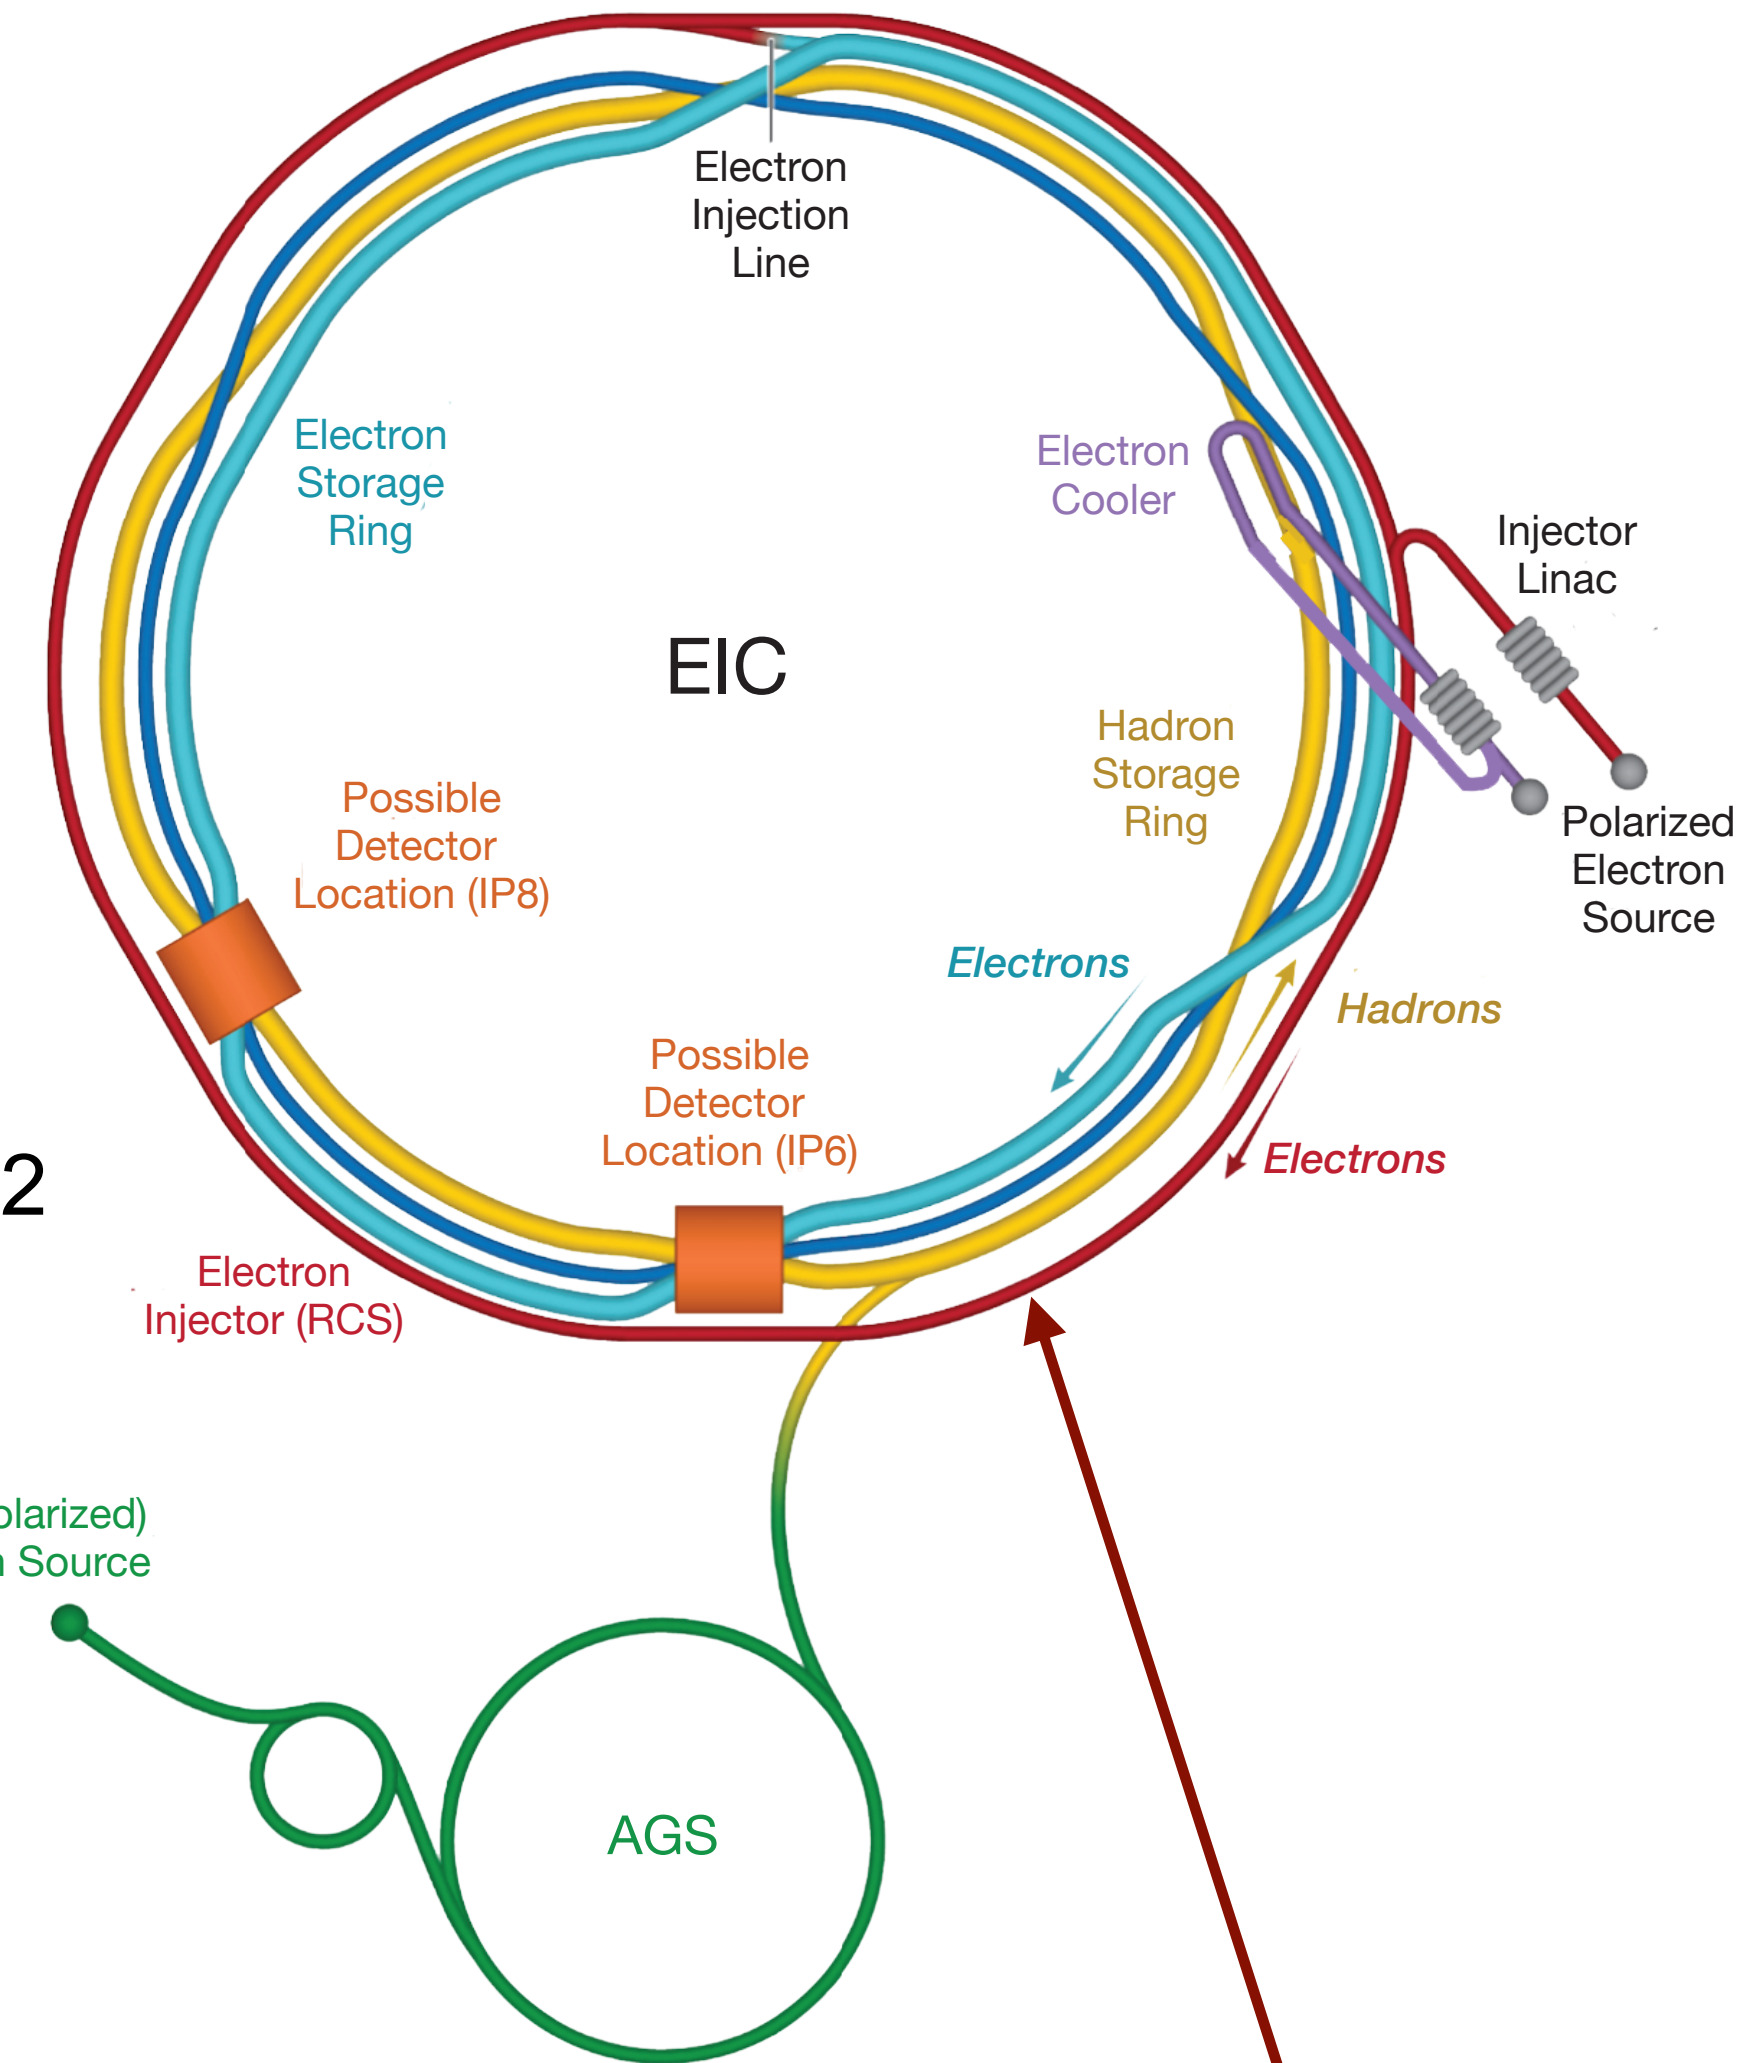 Electron
Injection
Line
Electron
Storage
Ring
Electron
Cooler
Injector
Linac
EIC
Hadron
Storage
Ring
Possible
Detector
Location (IP8)
Polarized
Electron
Source
Electrons
Hadrons
Possible
Detector
Location (IP6)
Electrons
2
Electron
Injector (RCS)
olarized)
Source
AGS